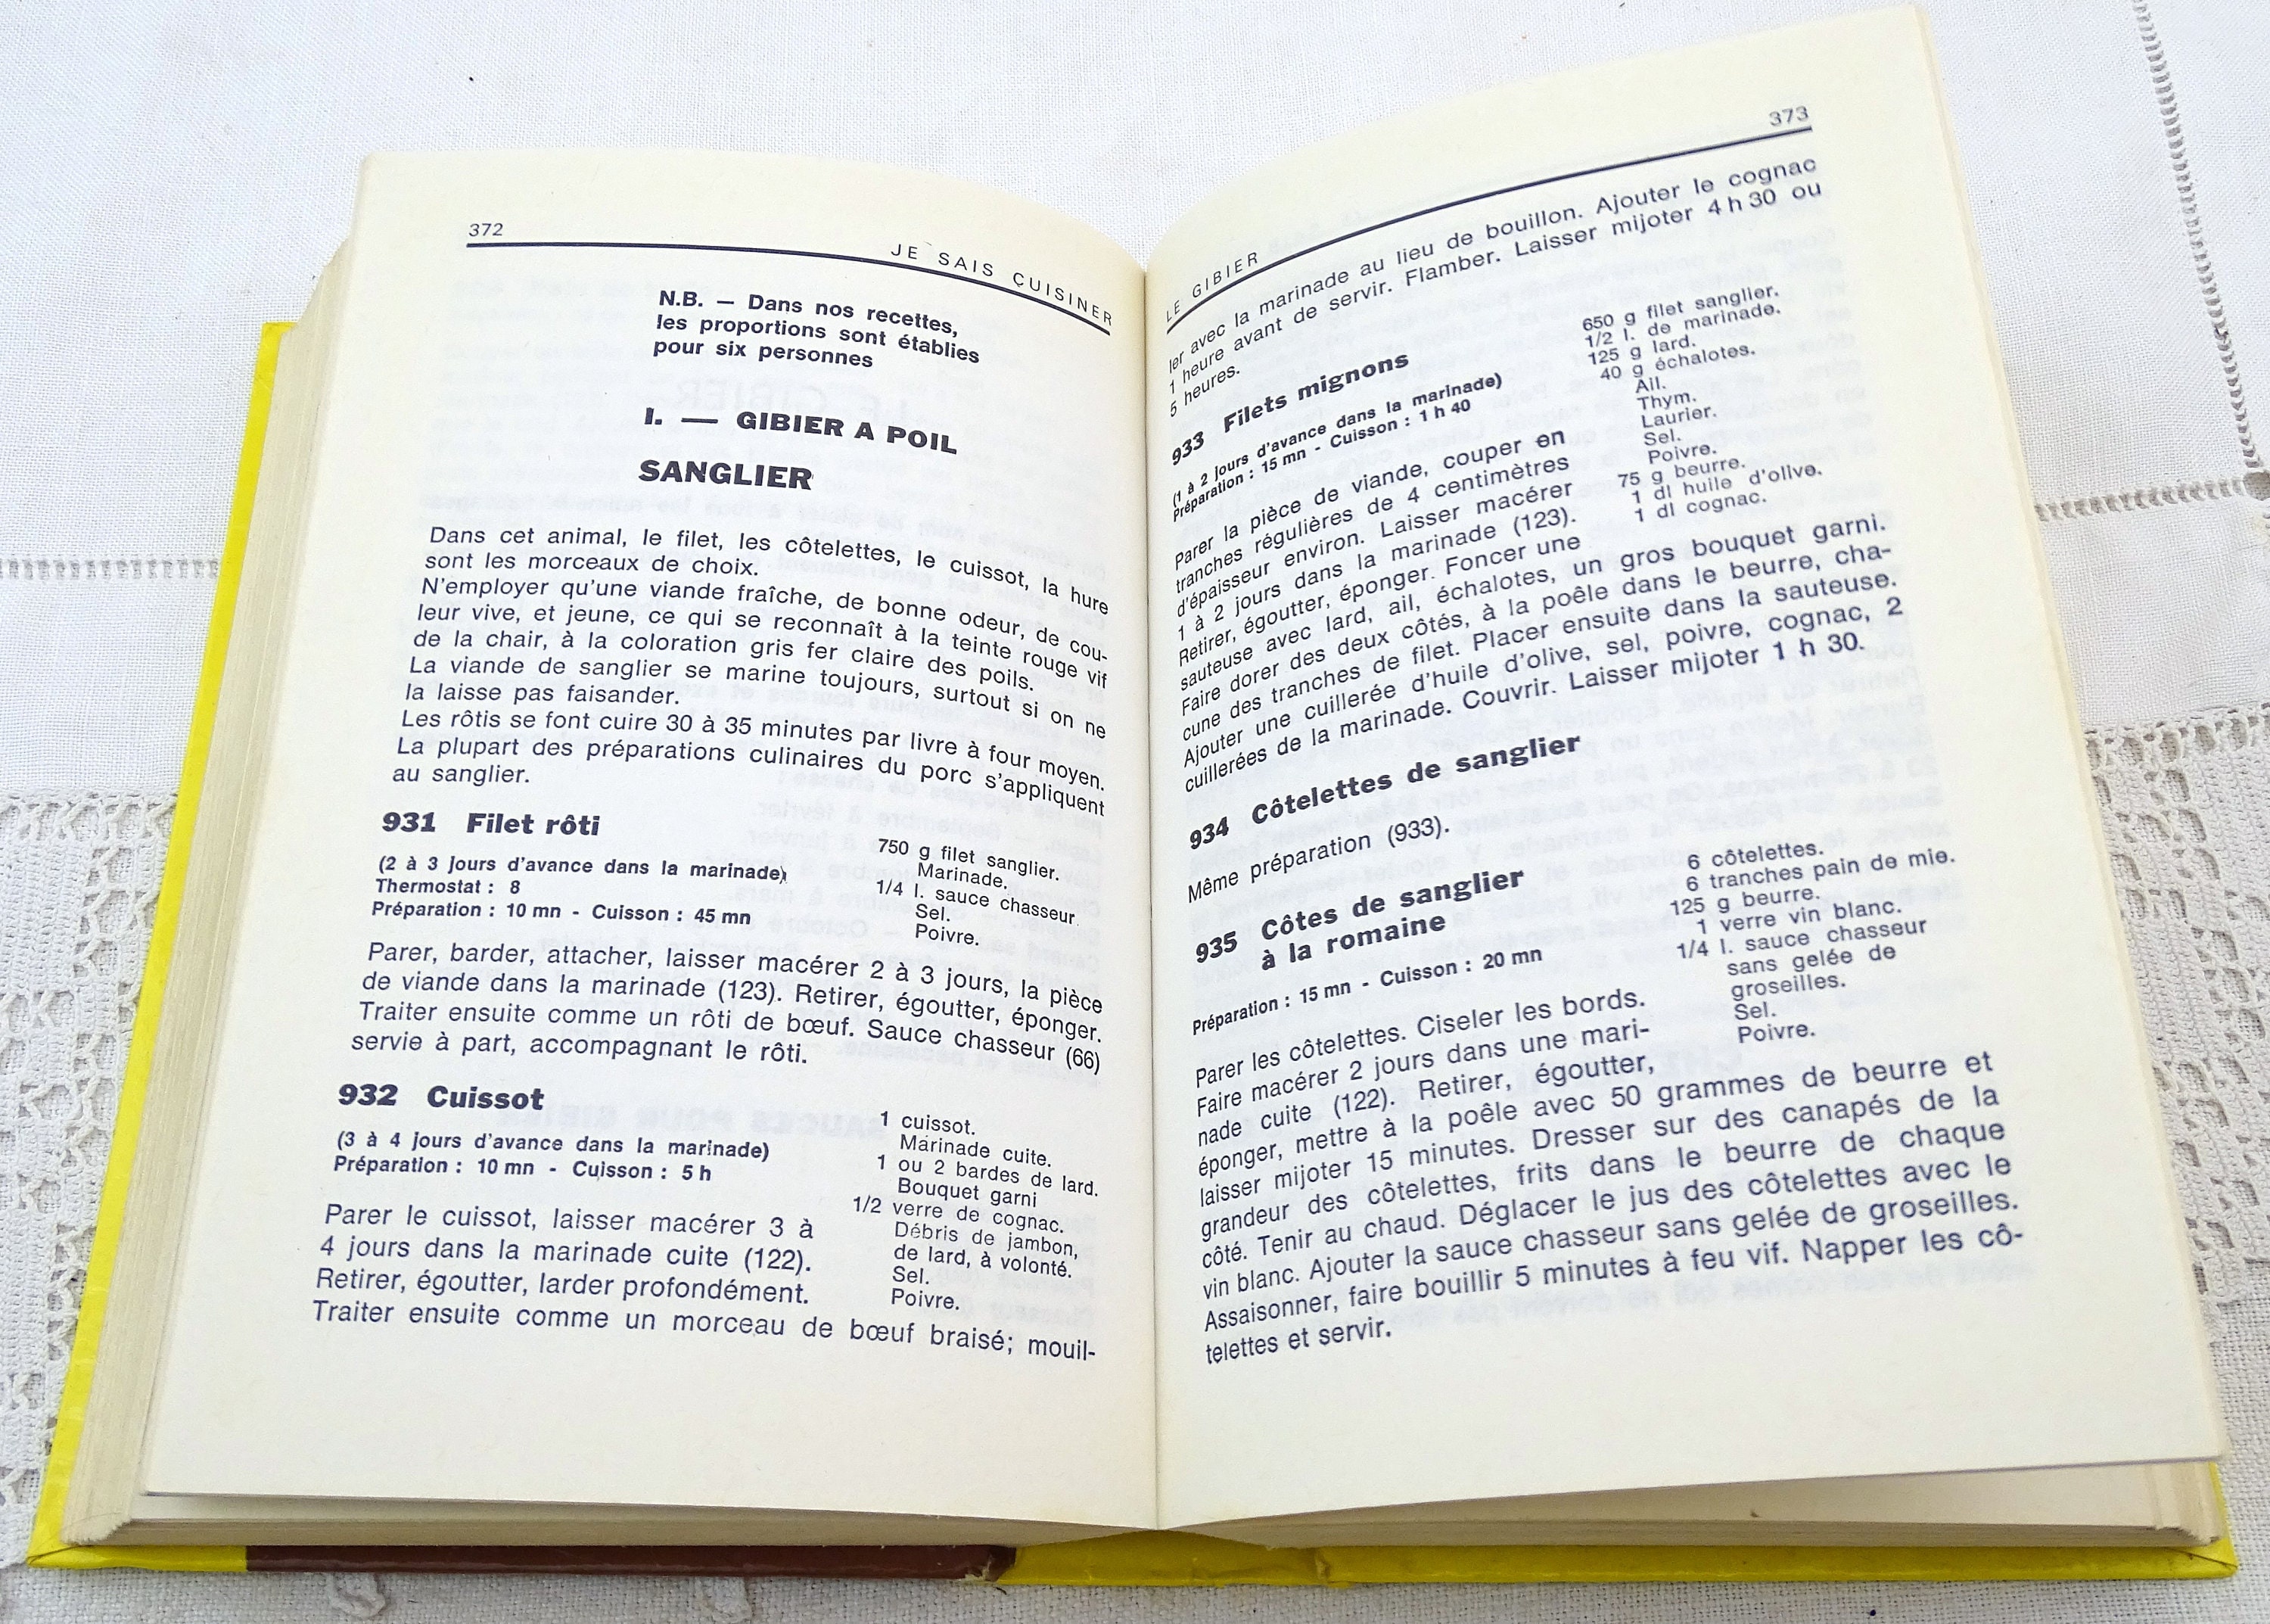 372
JE SAIS CUISINER
N.B. — Dans nos recettes,
les proportions sont établies
pour six personnes
I. — GIBIER A POIL
SANGLIER
Dans cet animal, le filet, les côtelettes, le cuissot, la hure
sont les morceaux de choix.
N'employer qu'une viande fraîche, de bonne odeur, de cou-
leur vive, et jeune, ce qui se reconnaît à la teinte rouge vif
de la chair, à la coloration gris fer claire des poils.
La viande de sanglier se marine toujours, surtout si on ne
la laisse pas faisander.
Les rôtis se font cuire 30 à 35 minutes par livre à four moyen.
La plupart des préparations culinaires du porc s'appliquent
au sanglier.
931 Filet rôti
(2 à 3 jours d'avance dans la marinade)
Thermostat : 8
Préparation : 10 mn - Cuisson : 45 mn
750 g filet sanglier.
Marinade.
1/4 l. sauce chasseur
Sel.
Poivre.
Parer, barder, attacher, laisser macérer 2 à 3 jours, la pièce
de viande dans la marinade (123). Retirer, égoutter, éponger.
Traiter ensuite comme un rôti de bœuf. Sauce chasseur (66)
servie à part, accompagnant le rôti.
932 Cuissot
(3 à 4 jours d'avance dans la marinade)
Préparation : 10 mn - Cuisson : 5 h
1 cuissot.
Marinade cuite.
1 ou 2 bardes de lard.
Bouquet garni
1/2 verre de cognac.
Débris de jambon,
de lard, à volonté.
Sel.
Poivre.
Parer le cuissot, laisser macérer 3 à
4 jours dans la marinade cuite (122).
Retirer, égoutter, larder profondément.
Traiter ensuite comme un morceau de bœuf braisé; mouil-
LE GIBIER
373
ler avec la marinade au lieu de bouillon. Ajouter le cognac
1 heure avant de servir. Flamber. Laisser mijoter 4 h 30 ou
5 heures.
933 Filets mignons
(1 à 2 jours d'avance dans la marinade)
Préparation : 15 mn - Cuisson : 1 h 40
650 g filet sanglier.
1/2 l. de marinade.
125 g lard.
40 g échalotes.
Ail.
Thym.
Laurier.
Sel.
Poivre.
75 g beurre.
1 dl huile d'olive.
1 dl cognac.
Parer la pièce de viande, couper en
tranches régulières de 4 centimètres
d'épaisseur environ. Laisser macérer
1 à 2 jours dans la marinade (123).
Retirer, égoutter, éponger. Foncer une
sauteuse avec lard, ail, échalotes, un gros bouquet garni.
Faire dorer des deux côtés, à la poêle dans le beurre, cha-
cune des tranches de filet. Placer ensuite dans la sauteuse.
Ajouter une cuillerée d'huile d'olive, sel, poivre, cognac, 2
cuillerées de la marinade. Couvrir. Laisser mijoter 1 h 30.
934 Côtelettes de sanglier
Même préparation (933).
935 Côtes de sanglier
à la romaine
Préparation : 15 mn - Cuisson : 20 mn
6 côtelettes.
6 tranches pain de mie.
125 g beurre.
1 verre vin blanc.
1/4 l. sauce chasseur
sans gelée de
groseilles.
Sel.
Poivre.
Parer les côtelettes. Ciseler les bords.
Faire macérer 2 jours dans une mari-
nade cuite (122). Retirer, égoutter,
éponger, mettre à la poêle avec 50 grammes de beurre et
laisser mijoter 15 minutes. Dresser sur des canapés de la
grandeur des côtelettes, frits dans le beurre de chaque
côté. Tenir au chaud. Déglacer le jus des côtelettes avec le
vin blanc. Ajouter la sauce chasseur sans gelée de groseilles.
Assaisonner, faire bouillir 5 minutes à feu vif. Napper les cô-
telettes et servir.